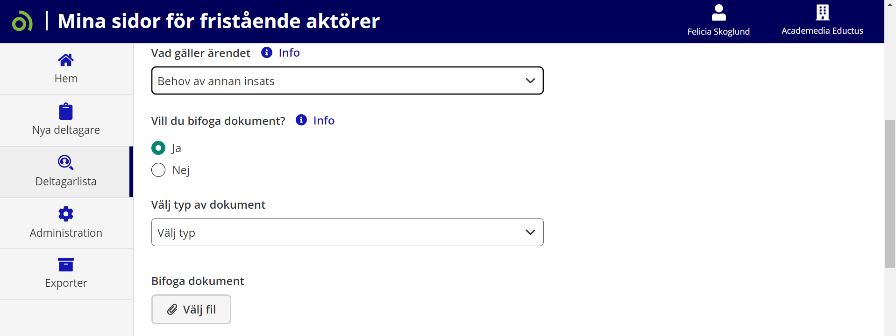 Mina sidor för fristående aktörer
Felicia Skoglund
Academedia Eductus
Hem
Nya deltagare
Deltagarlista
Administration
Exporter
Vad gäller ärendet Info
Behov av annan insats
Vill du bifoga dokument? Info
Ja
Nej
Välj typ av dokument
Välj typ
Bifoga dokument
Välj fil